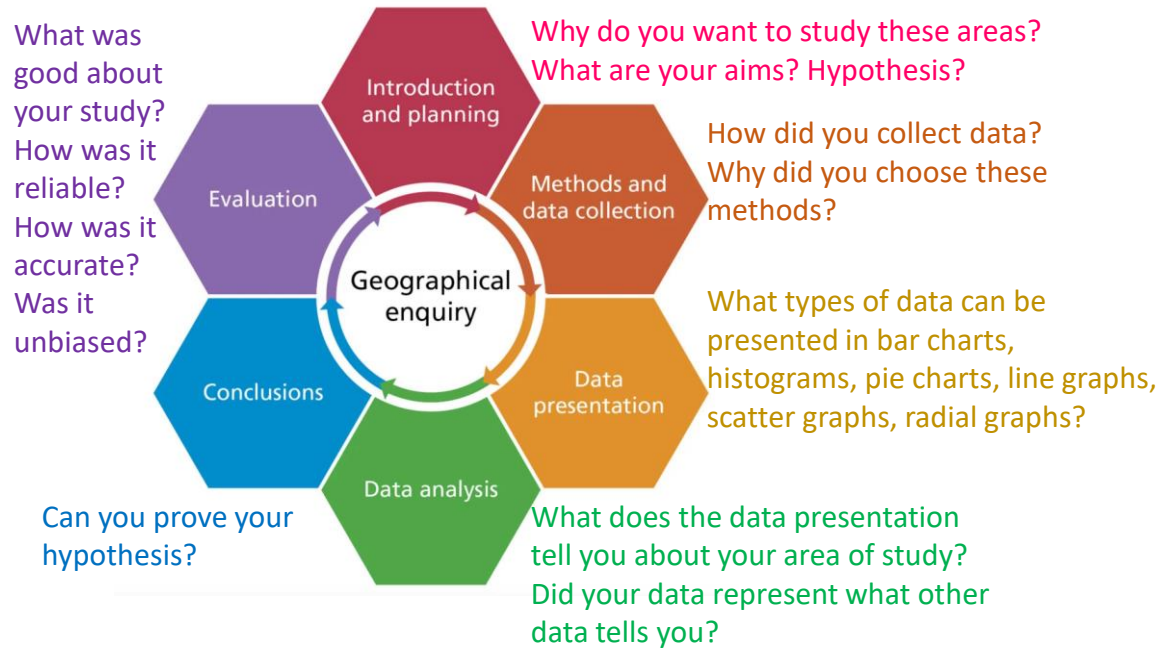 What was
good about
your study?
How was it
reliable?
How was it
accurate?
Was it
unbiased?
Introduction
and planning
Why do you want to study these areas?
What are your aims? Hypothesis?
Evaluation
Methods and
data collection
How did you collect data?
Why did you choose these
methods?
Geographical
enquiry
Conclusions
Data
presentation
What types of data can be
presented in bar charts,
histograms, pie charts, line graphs,
scatter graphs, radial graphs?
Data analysis
Can you prove your
hypothesis?
What does the data presentation
tell you about your area of study?
Did your data represent what other
data tells you?